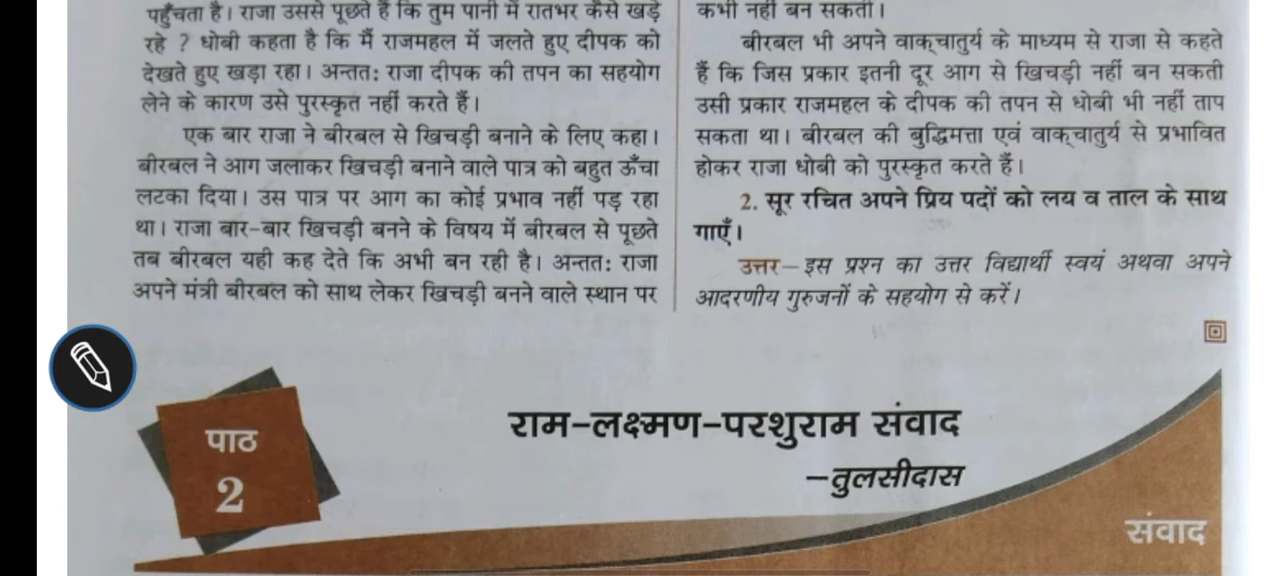 पहुँचता है। राजा उससे पूछते हैं कि तुम पानी में रातभर कैसे खड़े
रहे ? धोबी कहता है कि मैं राजमहल में जलते हुए दीपक को
देखते हुए खड़ा रहा। अन्ततः राजा दीपक की तपन का सहयोग
लेने के कारण उसे पुरस्कृत नहीं करते हैं।
एक बार राजा ने बीरबल से खिचड़ी बनाने के लिए कहा।
बीरबल ने आग जलाकर खिचड़ी बनाने वाले पात्र को बहुत ऊँचा
लटका दिया। उस पात्र पर आग का कोई प्रभाव नहीं पड़ रहा
था। राजा बार-बार खिचड़ी बनने के विषय में बीरबल से पूछते
तब बीरबल यही कह देते कि अभी बन रही है। अन्ततः राजा
अपने मंत्री बीरबल को साथ लेकर खिचड़ी बनने वाले स्थान पर
कभी नहीं बन सकती।
बीरबल भी अपने वाक्चातुर्य के माध्यम से राजा से कहते
हैं कि जिस प्रकार इतनी दूर आग से खिचड़ी नहीं बन सकती
उसी प्रकार राजमहल के दीपक की तपन से धोबी भी नहीं ताप
सकता था। बीरबल की बुद्धिमत्ता एवं वाक्चातुर्य से प्रभावित
होकर राजा धोबी को पुरस्कृत करते हैं।
2. सूर रचित अपने प्रिय पदों को लय व ताल के साथ
गाएँ।
उत्तर—इस प्रश्न का उत्तर विद्यार्थी स्वयं अथवा अपने
आदरणीय गुरुजनों के सहयोग से करें।
पाठ
2
राम-लक्ष्मण-परशुराम संवाद
—तुलसीदास
संवाद